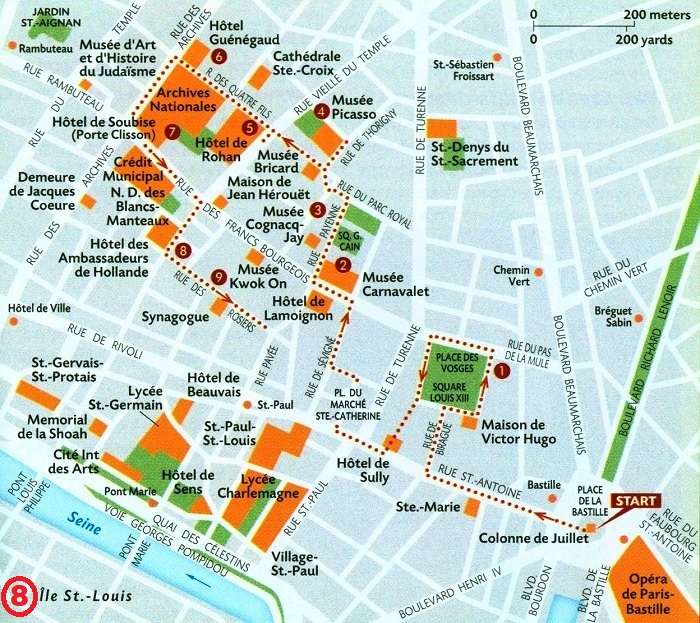 JARDIN
ST.-AIGNAN
Rambuteau
RUE DU TEMPLE
RUE RAMBUTEAU
Musée d'Art
et d'Histoire
du Judaïsme
RUE DES
ARCHIVES
Hôtel
Guénégaud
6
Cathédrale
Ste.-Croix
R. DES QUATRE FILS
RUE VIEILLE DU TEMPLE
0 200 meters
0 200 yards
St.-Sébastien
Froissart
BOULEVARD BEAUMARCHAIS
Archives
Nationales
4
Musée
Picasso
RUE DE THORIGNY
RUE DE TURENNE
St.-Denys du
St.-Sacrement
Hôtel de Soubise
(Porte Clisson)
7
5
Hôtel de
Rohan
Musée
Bricard
Maison de
Jean Hérouët
RUE DU PARC ROYAL
Crédit
Municipal
N. D. des
Blancs-
Manteaux
Demeure
de Jacques
Coeure
RUE DES ARCHIVES
RUE DES FRANCS BOURGEOIS
Musée
Cognacq-
Jay
3
RUE PAYENNE
SQ. G.
CAIN
2
Musée
Carnavalet
Hôtel des
Ambassadeurs
de Hollande
8
9
Musée
Kwok On
Hôtel de
Lamoignon
RUE DES ROSIERS
Synagogue
Hôtel de Ville
RUE DE RIVOLI
RUE PAVÉE
RUE DE SÉVIGNÉ
RUE DE TURENNE
Chemin
Vert
RUE DU
CHEMIN VERT
Bréguet
Sabin
BOULEVARD RICHARD LENOIR
BOULEVARD BEAUMARCHAIS
PLACE DES
VOSGES
SQUARE
LOUIS XIII
RUE DU PAS
DE LA MULE
1
Maison de
Victor Hugo
RUE DE
BIRAGUE
PL. DU
MARCHÉ
STE.-CATHERINE
Hôtel
de Sully
RUE ST.-ANTOINE
Ste.-Marie
Bastille
PLACE
DE LA
BASTILLE
START
Colonne de Juillet
RUE DU
FAUBOURG
ST.-ANTOINE
Opéra
de Paris-
Bastille
BLVD. DE
LA BASTILLE
BLVD.
BOURDON
BOULEVARD HENRI IV
St.-Gervais-
St.-Protais
Lycée
St.-Germain
Hôtel de
Beauvais
St.-Paul
St.-Paul-
St.-Louis
Memorial
de la Shoah
Cité Int
des Arts
Hôtel
de Sens
Lycée
Charlemagne
RUE ST.-PAUL
Village-
St.-Paul
Pont Marie
PONT
LOUIS
PHILIPPE
PONT
MARIE
QUAI DES CÉLESTINS
VOIE GEORGES POMPIDOU
Seine
8
Île St.-Louis